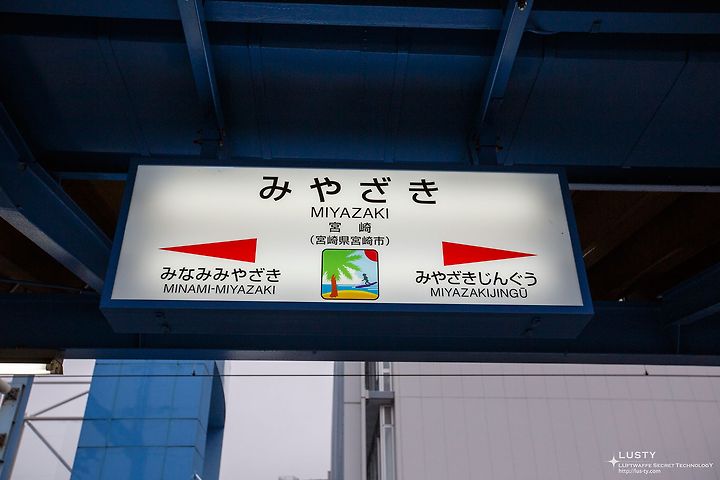 みやざき
MIYAZAKI
宮崎
(宮崎県宮崎市)
みなみみやざき
MINAMI-MIYAZAKI
みやざきじんぐう
MIYAZAKIJINGŪ
LUSTY
LUFTWAFFE SECRET TECHNOLOGY
http://lus-ty.com